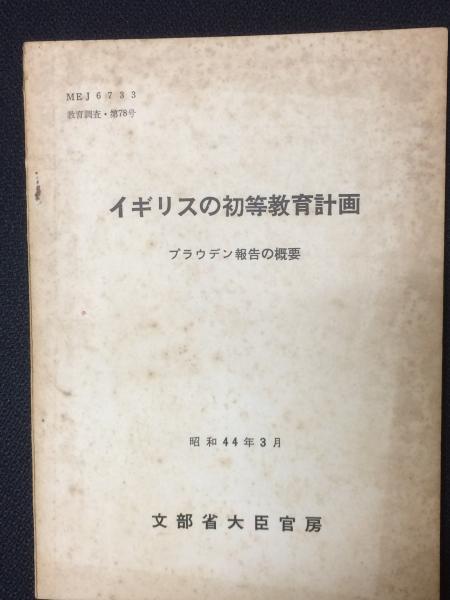 MEJ6733
教育調査・第78号
イギリスの初等教育計画
プラウデン報告の概要
昭和44年3月
文部省大臣官房